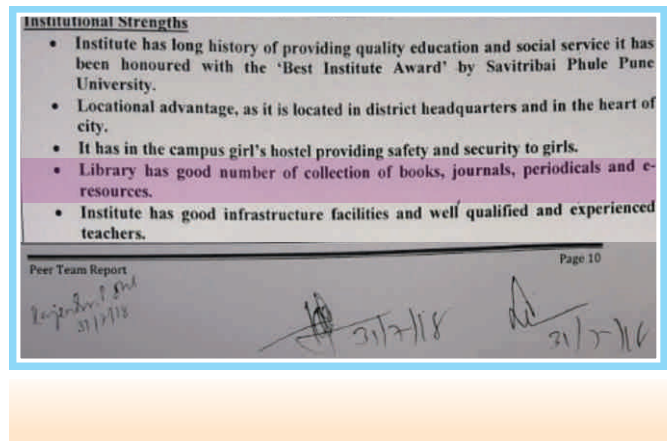 Institutional Strengths
• Institute has long history of providing quality education and social service it has
been honoured with the ‘Best Institute Award’ by Savitribai Phule Pune
University.
• Locational advantage, as it is located in district headquarters and in the heart of
city.
• It has in the campus girl's hostel providing safety and security to girls.
• Library has good number of collection of books, journals, periodicals and e-
resources.
• Institute has good infrastructure facilities and well qualified and experienced
teachers.
Page 10
Peer Team Report
31/7/18
31/7/18